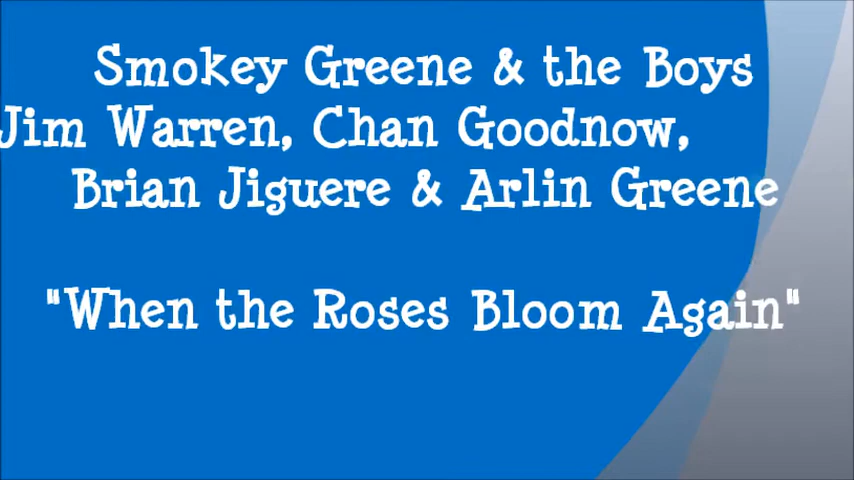 Smokey Greene & the Boys
Jim Warren, Chan Goodnow,
Brian Jiguere & Arlin Greene
"When the Roses Bloom Again"